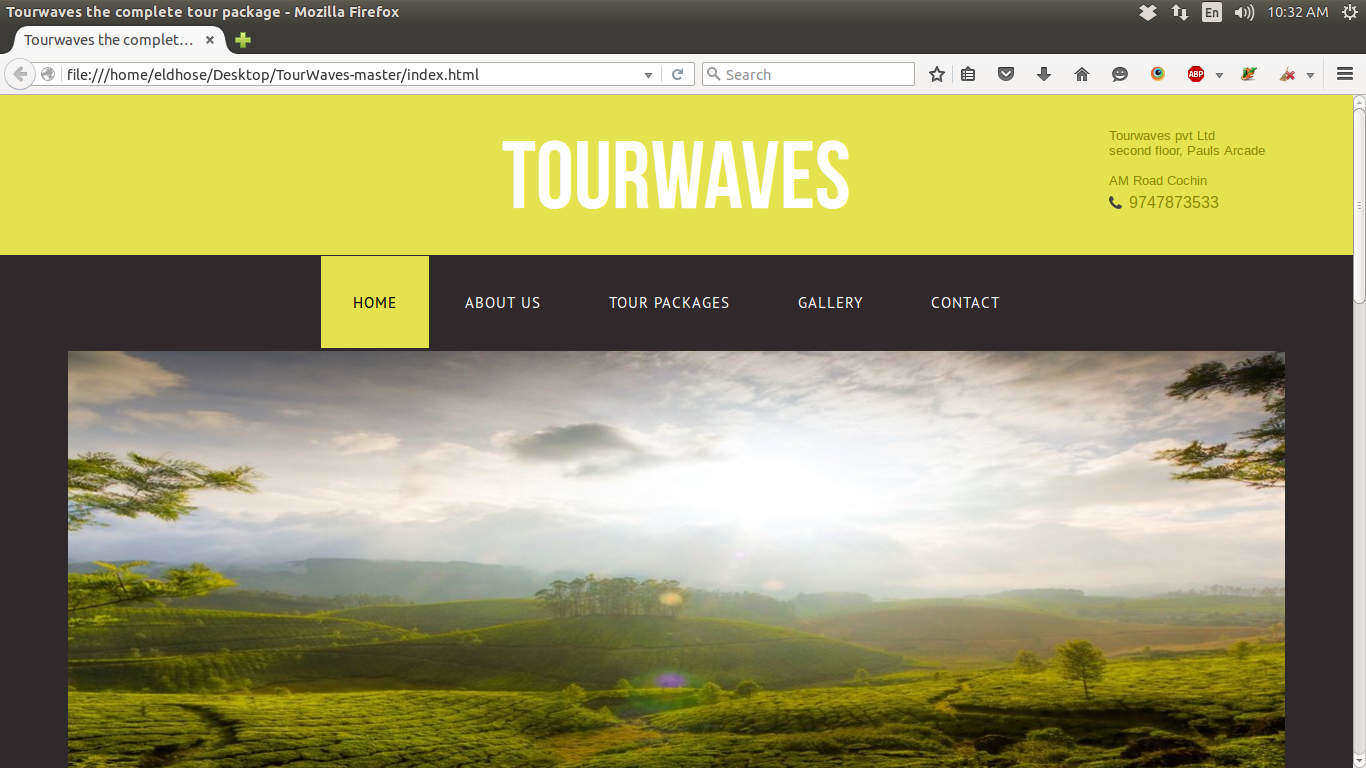 Tourwaves the complete tour package - Mozilla Firefox
En
10:32 AM
Tourwaves the complet...
file:///home/eldhose/Desktop/TourWaves-master/index.html
Search
ABP
TOURWAVES
Tourwaves pvt Ltd
second floor, Pauls Arcade
AM Road Cochin
9747873533
HOME
ABOUT US
TOUR PACKAGES
GALLERY
CONTACT